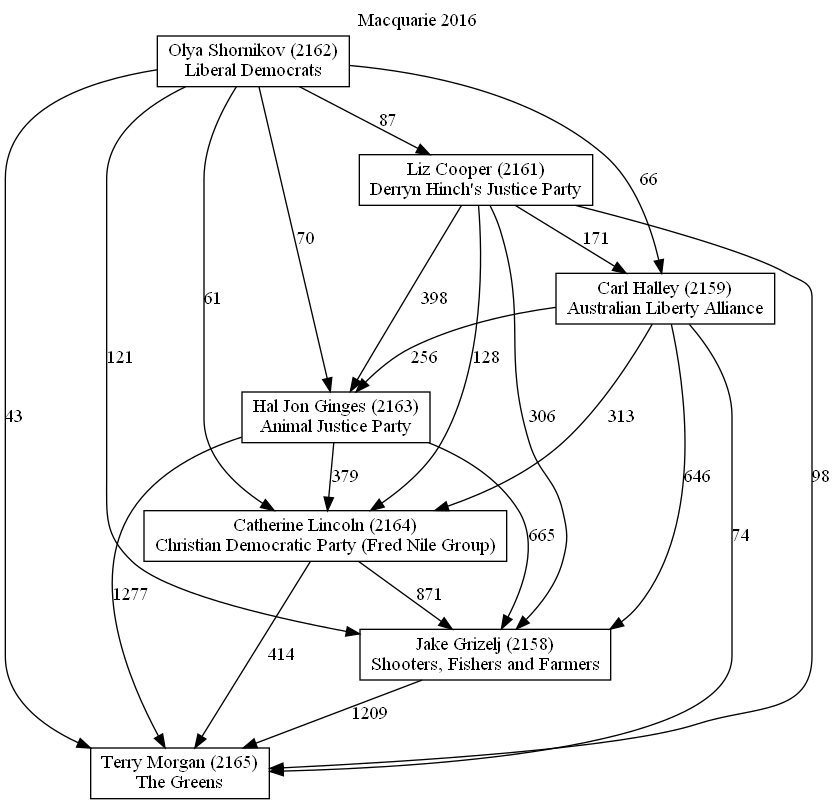 Macquarie 2016
Olya Shornikov (2162)
Liberal Democrats
87
Liz Cooper (2161)
Derryn Hinch's Justice Party
66
70
171
Carl Halley (2159)
Australian Liberty Alliance
61
398
121
256
128
Hal Jon Ginges (2163)
Animal Justice Party
43
306
313
379
646
98
Catherine Lincoln (2164)
Christian Democratic Party (Fred Nile Group)
665
74
1277
871
Jake Grizelj (2158)
Shooters, Fishers and Farmers
414
1209
Terry Morgan (2165)
The Greens